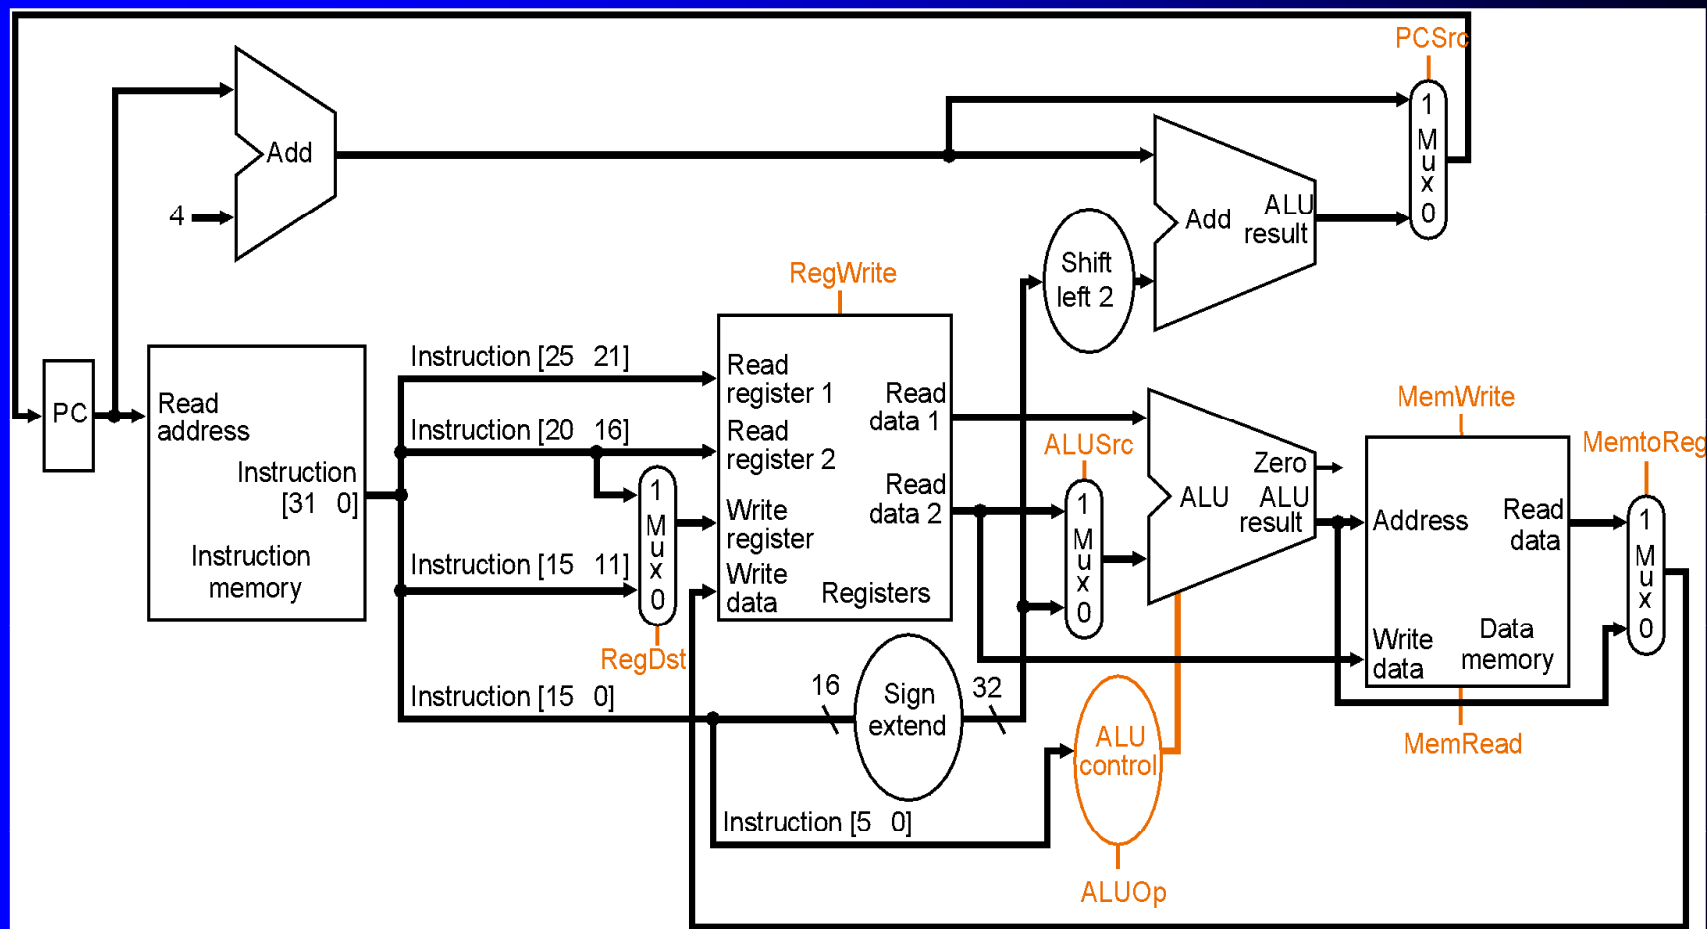 PCSrc
1
M
u
x
0
Add
4
Add
ALU
result
Shift
left 2
RegWrite
PC
Read
address
Instruction
[31 0]
Instruction
memory
Instruction [25 21]
Instruction [20 16]
Instruction [15 11]
Instruction [15 0]
1
M
u
x
0
RegDst
Read
register 1
Read
register 2
Write
register
Write
data
Read
data 1
Read
data 2
Registers
16
Sign
extend
32
Instruction [5 0]
ALUSrc
1
M
u
x
0
Zero
ALU
ALU
result
ALU
control
ALUOp
MemWrite
Address
Read
data
Write
data
Data
memory
MemRead
MemtoReg
1
M
u
x
0